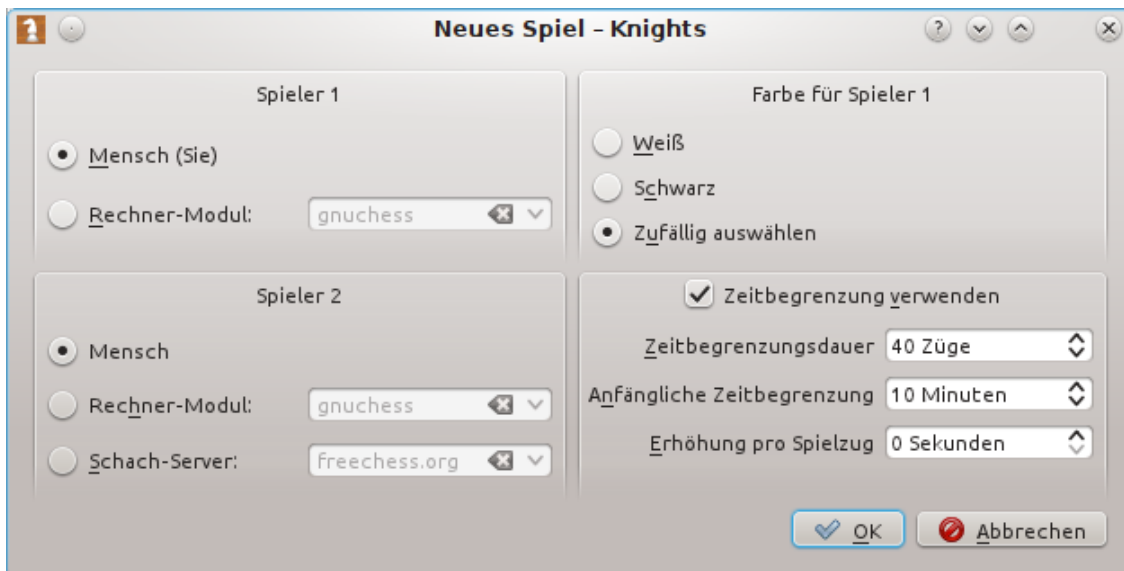 Neues Spiel – Knights
Spieler 1
Mensch (Sie)
Rechner-Modul: gnuchess
Farbe für Spieler 1
Weiß
Schwarz
Zufällig auswählen
Spieler 2
Mensch
Rechner-Modul: gnuchess
Schach-Server: freechess.org
Zeitbegrenzung verwenden
Zeitbegrenzungsdauer 40 Züge
Anfängliche Zeitbegrenzung 10 Minuten
Erhöhung pro Spielzug 0 Sekunden
OK
Abbrechen